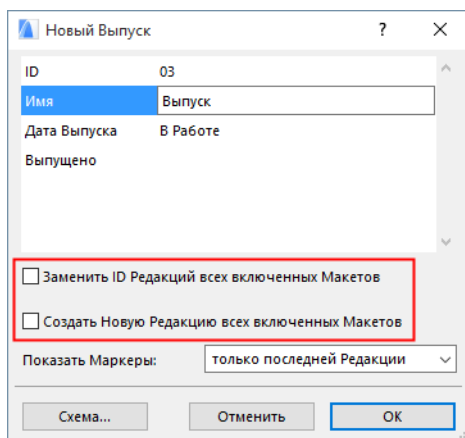 Новый Выпуск ?
ID 03
Имя Выпуск
Дата Выпуска В Работе
Выпущено
Заменить ID Редакций всех включенных Макетов
Создать Новую Редакцию всех включенных Макетов
Показать Маркеры: только последней Редакции
Схема... Отменить OK